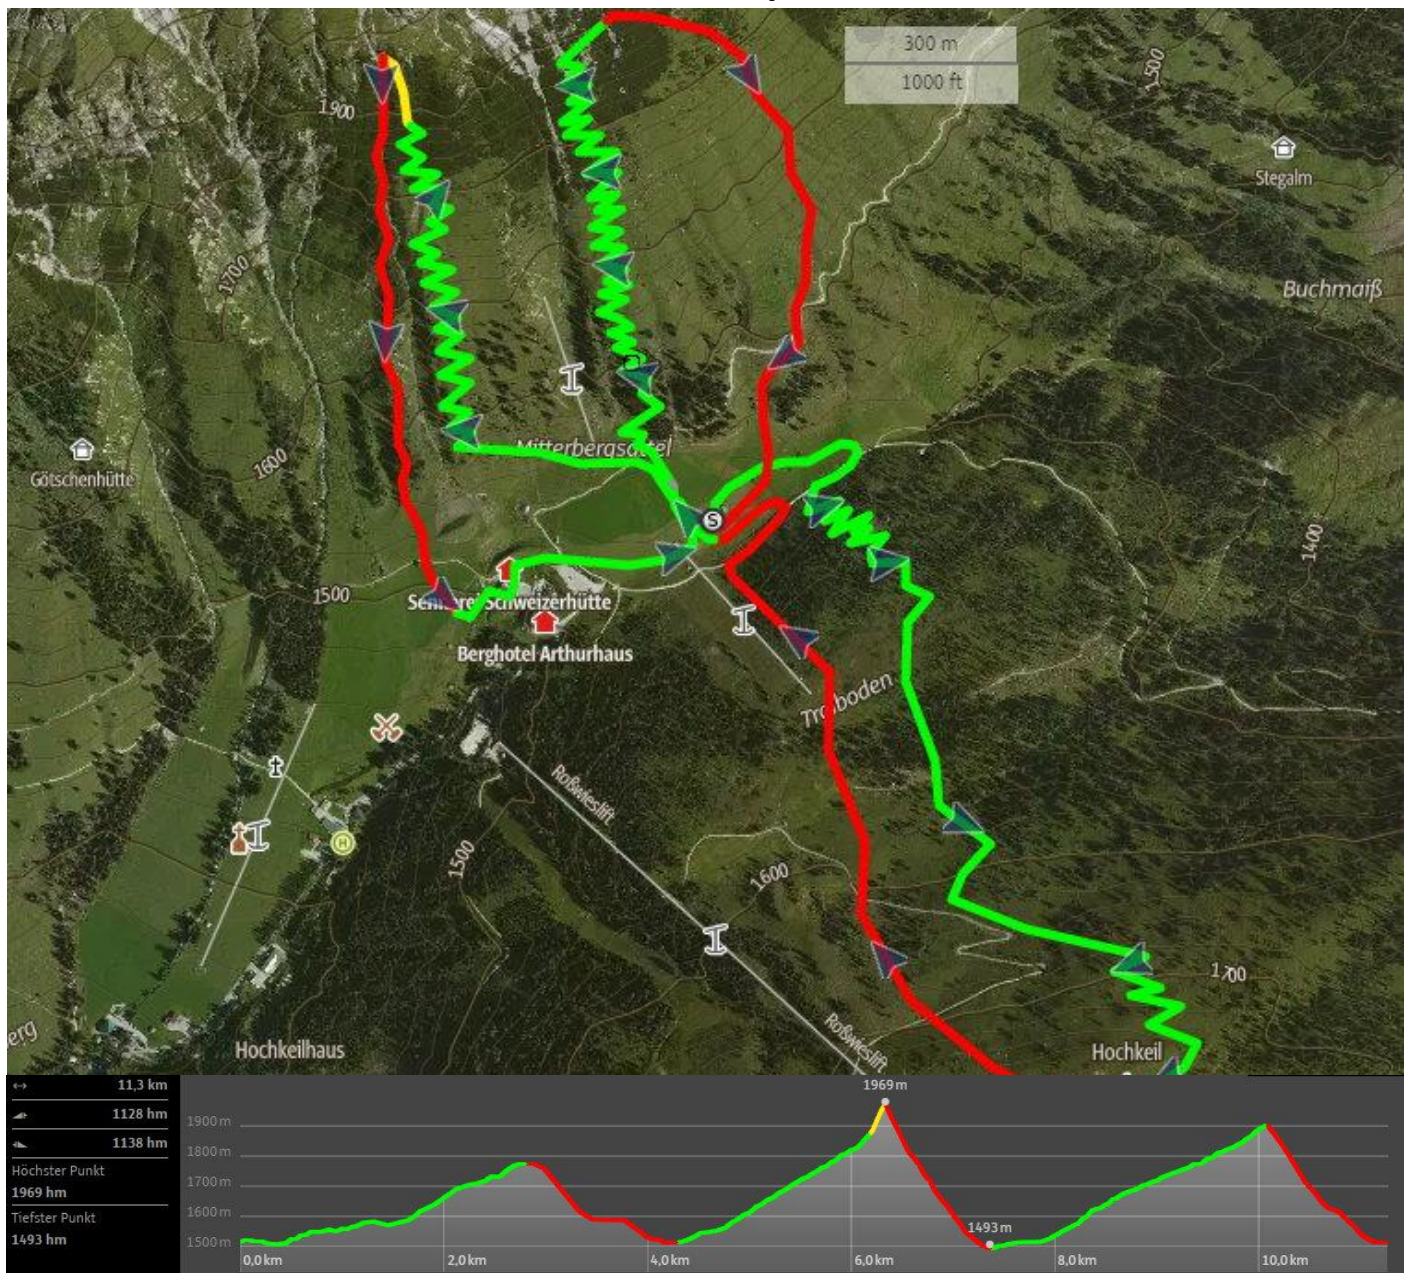 300 m
1000 ft
1500
1900
Stegalm
1700
Buchmaiß
Mitterbergsattel
Götschenhütte
1600
S
1400
1500
Sennerei Schweizerhütte
Berghotel Arthurhaus
Troiboden
Roßwieslift
H
1500
1600
1700
erg
Hochkeilhaus
Roßwieslift
Hochkeil
11,3 km
1128 hm
1138 hm
Höchster Punkt
1969 hm
Tiefster Punkt
1493 hm
1969 m
1900 m
1800 m
1700 m
1600 m
1500 m
1493 m
0,0 km
2,0 km
4,0 km
6,0 km
8,0 km
10,0 km